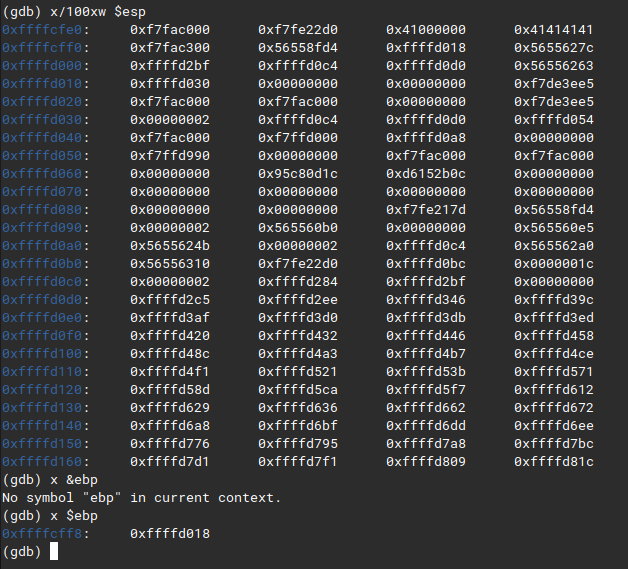 (gdb) x/100xw $esp
0xffffcfe0: 0xf7fac000 0xf7fe22d0 0x41000000 0x41414141
0xffffcff0: 0xf7fac300 0x56558fd4 0xffffd018 0x5655627c
0xffffd000: 0xffffd2bf 0xffffd0c4 0xffffd0d0 0x56556263
0xffffd010: 0xffffd030 0x00000000 0x00000000 0xf7de3ee5
0xffffd020: 0xf7fac000 0xf7fac000 0x00000000 0xf7de3ee5
0xffffd030: 0x00000002 0xffffd0c4 0xffffd0d0 0xffffd054
0xffffd040: 0xf7fac000 0xf7ffd000 0xffffd0a8 0x00000000
0xffffd050: 0xf7ffd990 0x00000000 0xf7fac000 0xf7fac000
0xffffd060: 0x00000000 0x95c80d1c 0xd6152b0c 0x00000000
0xffffd070: 0x00000000 0x00000000 0x00000000 0x00000000
0xffffd080: 0x00000000 0x00000000 0xf7fe217d 0x56558fd4
0xffffd090: 0x00000002 0x565560b0 0x00000000 0x565560e5
0xffffd0a0: 0x5655624b 0x00000002 0xffffd0c4 0x565562a0
0xffffd0b0: 0x56556310 0xf7fe22d0 0xffffd0bc 0x0000001c
0xffffd0c0: 0x00000002 0xffffd284 0xffffd2bf 0x00000000
0xffffd0d0: 0xffffd2c5 0xffffd2ee 0xffffd346 0xffffd39c
0xffffd0e0: 0xffffd3af 0xffffd3d0 0xffffd3db 0xffffd3ed
0xffffd0f0: 0xffffd420 0xffffd432 0xffffd446 0xffffd458
0xffffd100: 0xffffd48c 0xffffd4a3 0xffffd4b7 0xffffd4ce
0xffffd110: 0xffffd4f1 0xffffd521 0xffffd53b 0xffffd571
0xffffd120: 0xffffd58d 0xffffd5ca 0xffffd5f7 0xffffd612
0xffffd130: 0xffffd629 0xffffd636 0xffffd662 0xffffd672
0xffffd140: 0xffffd6a8 0xffffd6bf 0xffffd6dd 0xffffd6ee
0xffffd150: 0xffffd776 0xffffd795 0xffffd7a8 0xffffd7bc
0xffffd160: 0xffffd7d1 0xffffd7f1 0xffffd809 0xffffd81c
(gdb) x &ebp
No symbol "ebp" in current context.
(gdb) x $ebp
0xffffcff8: 0xffffd018
(gdb)